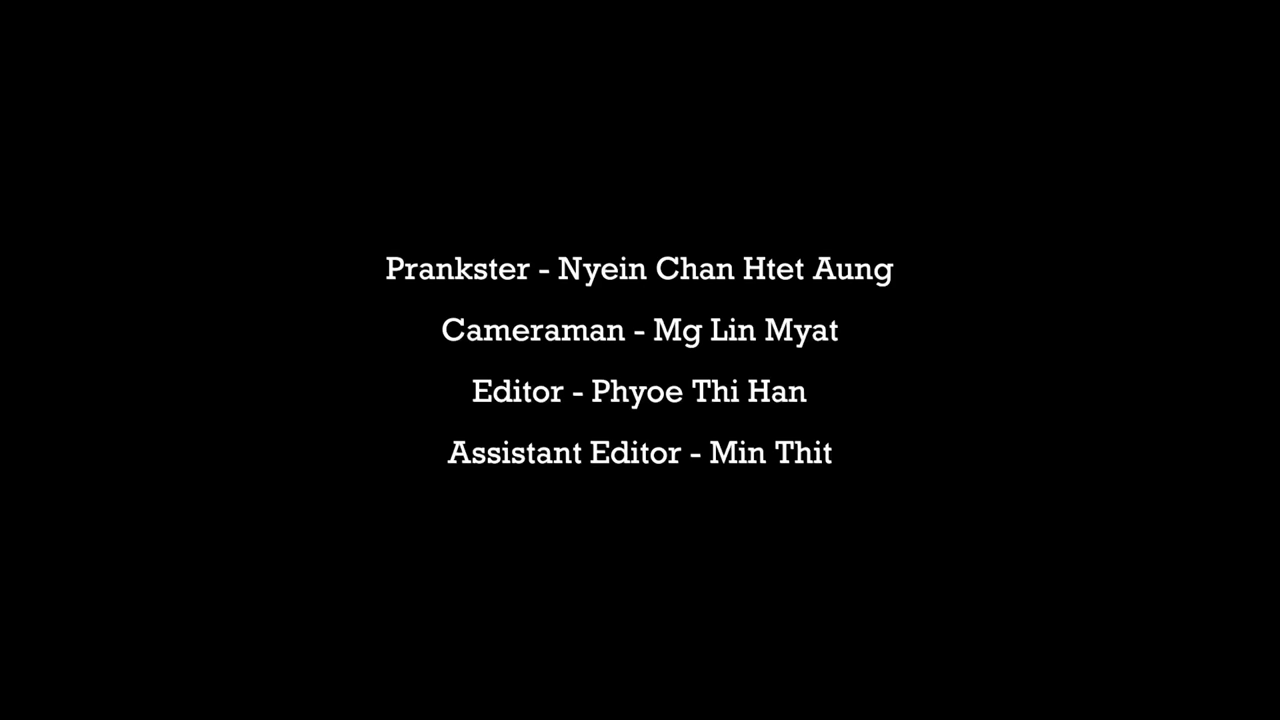 Prankster - Nyein Chan Htet Aung
Cameraman - Mg Lin Myat
Editor - Phyoe Thi Han
Assistant Editor - Min Thit